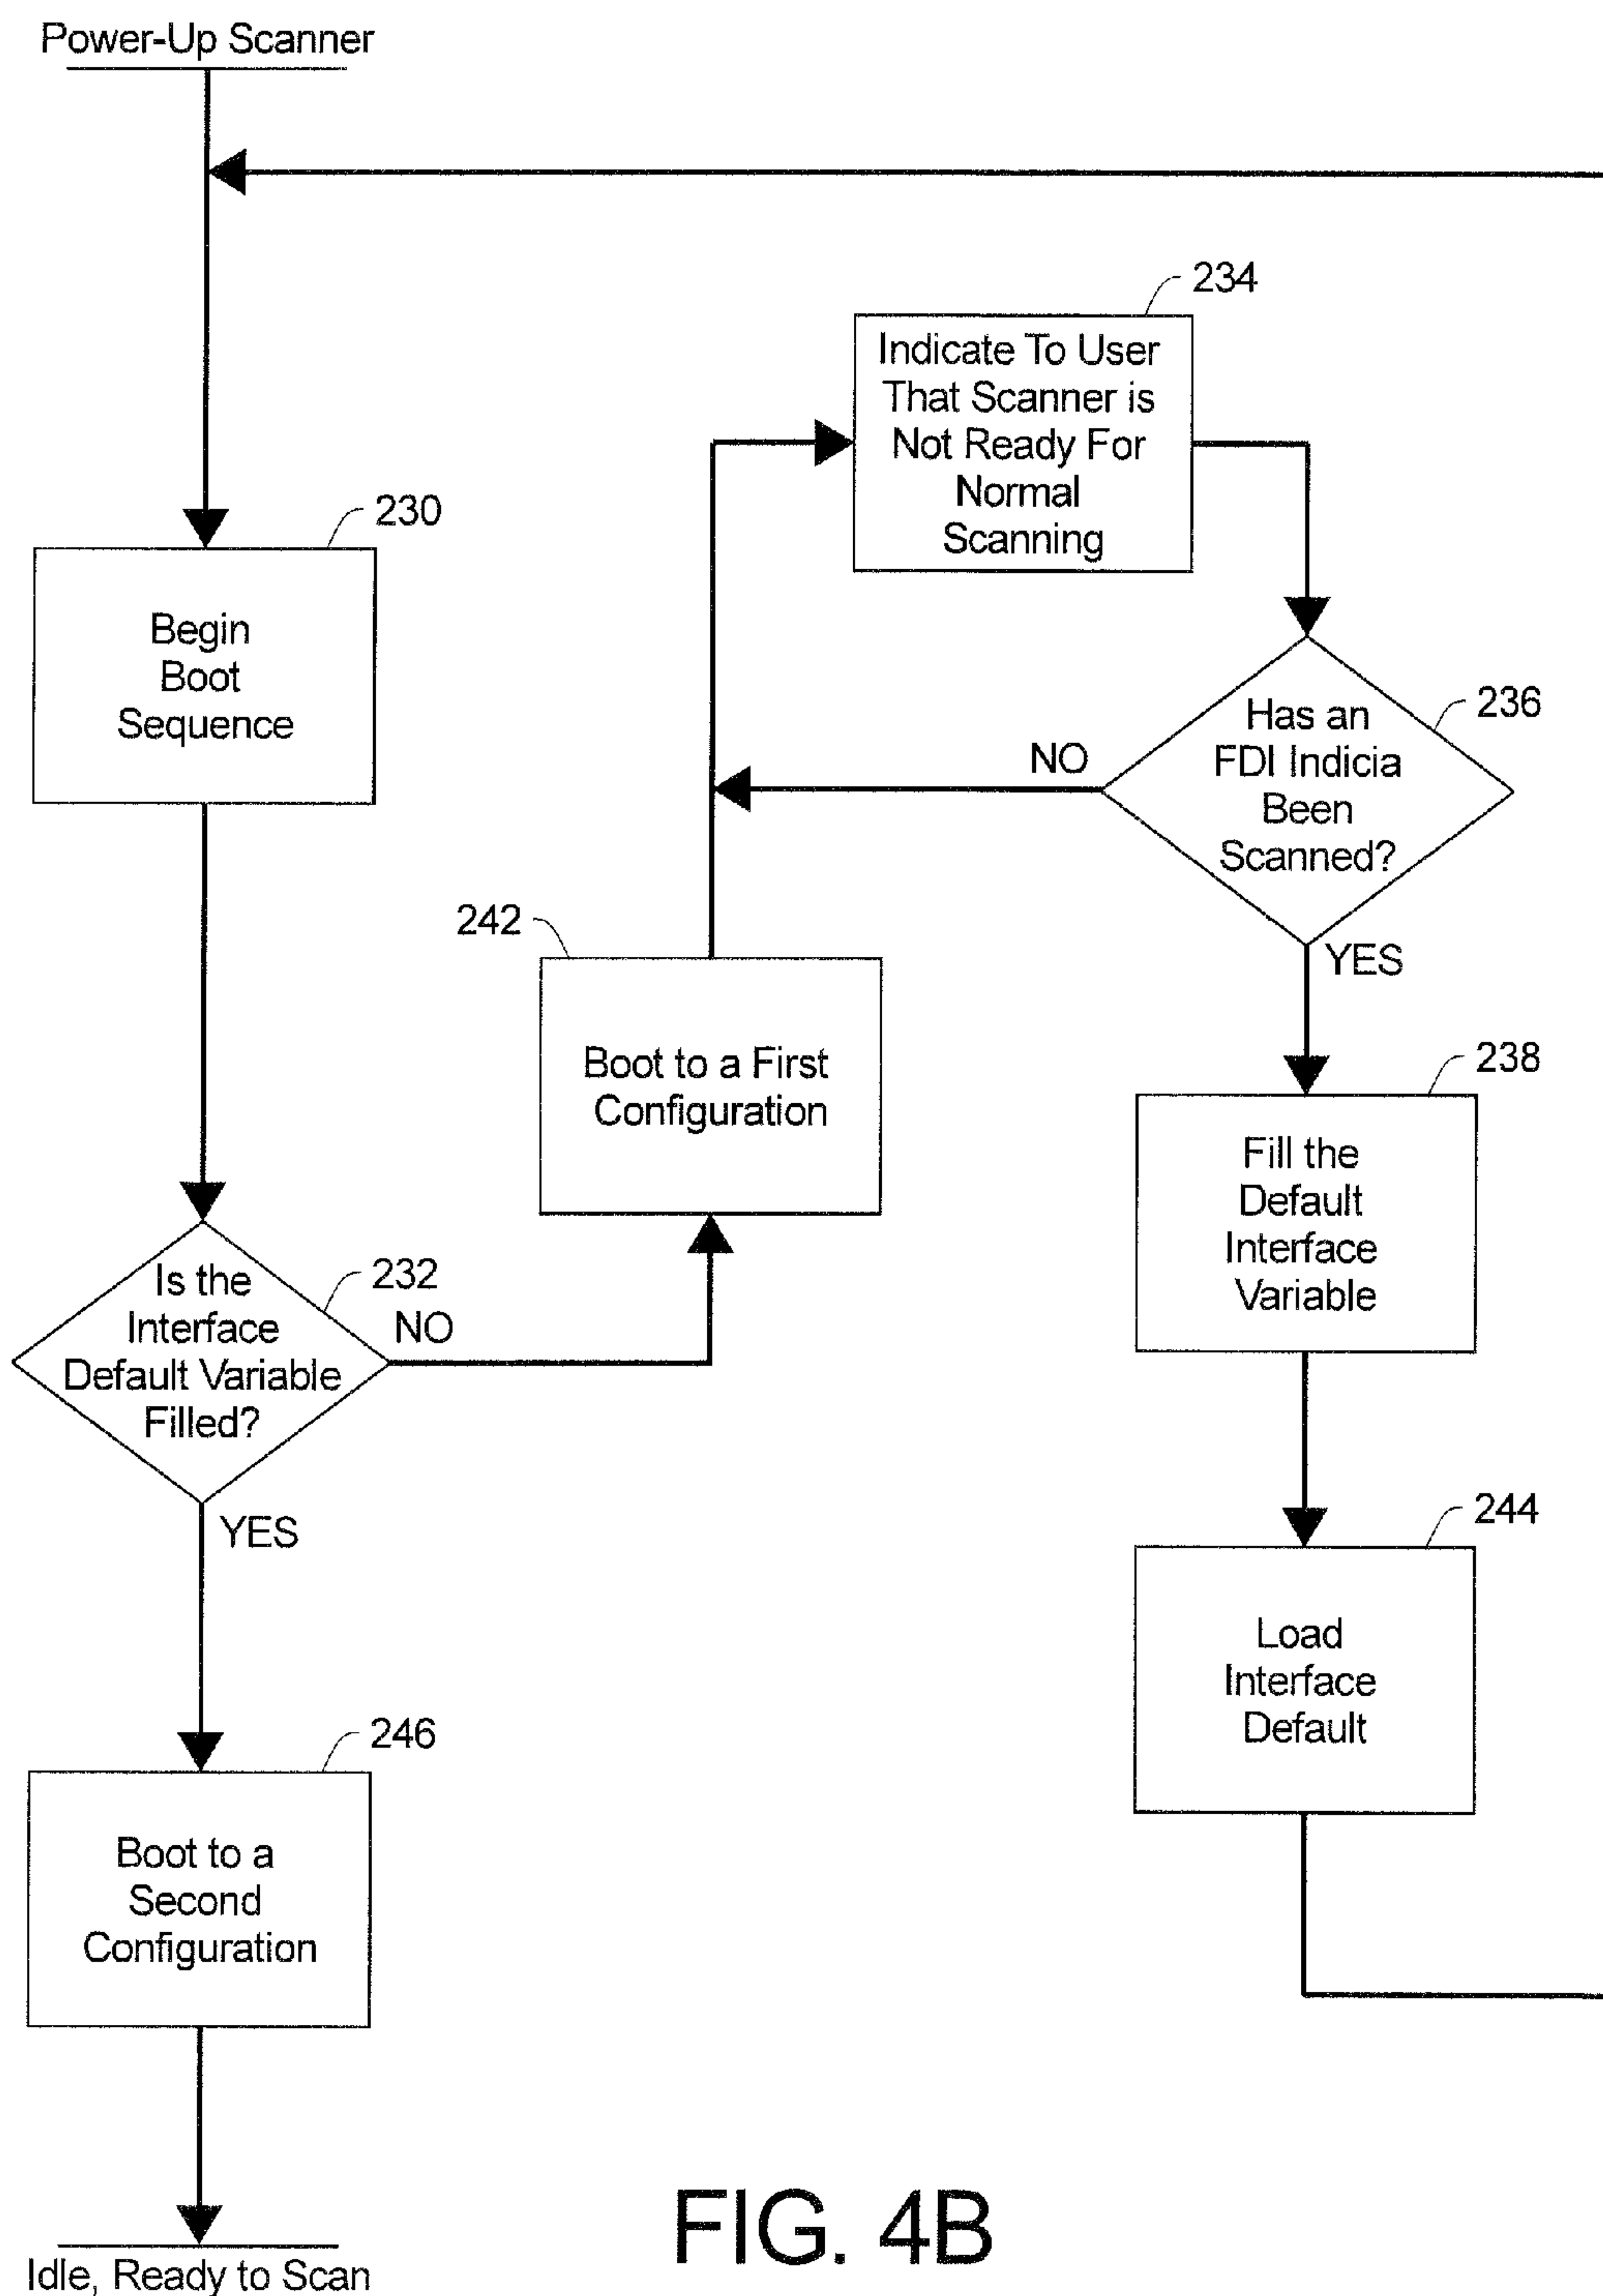 Power-Up Scanner
230
Begin
Boot
Sequence
232
Is the
Interface
Default Variable
Filled?
NO
YES
242
Boot to a First
Configuration
234
Indicate To User
That Scanner is
Not Ready For
Normal
Scanning
236
Has an
FDI Indicia
Been
Scanned?
NO
YES
238
Fill the
Default
Interface
Variable
244
Load
Interface
Default
246
Boot to a
Second
Configuration
Idle, Ready to Scan
FIG. 4B